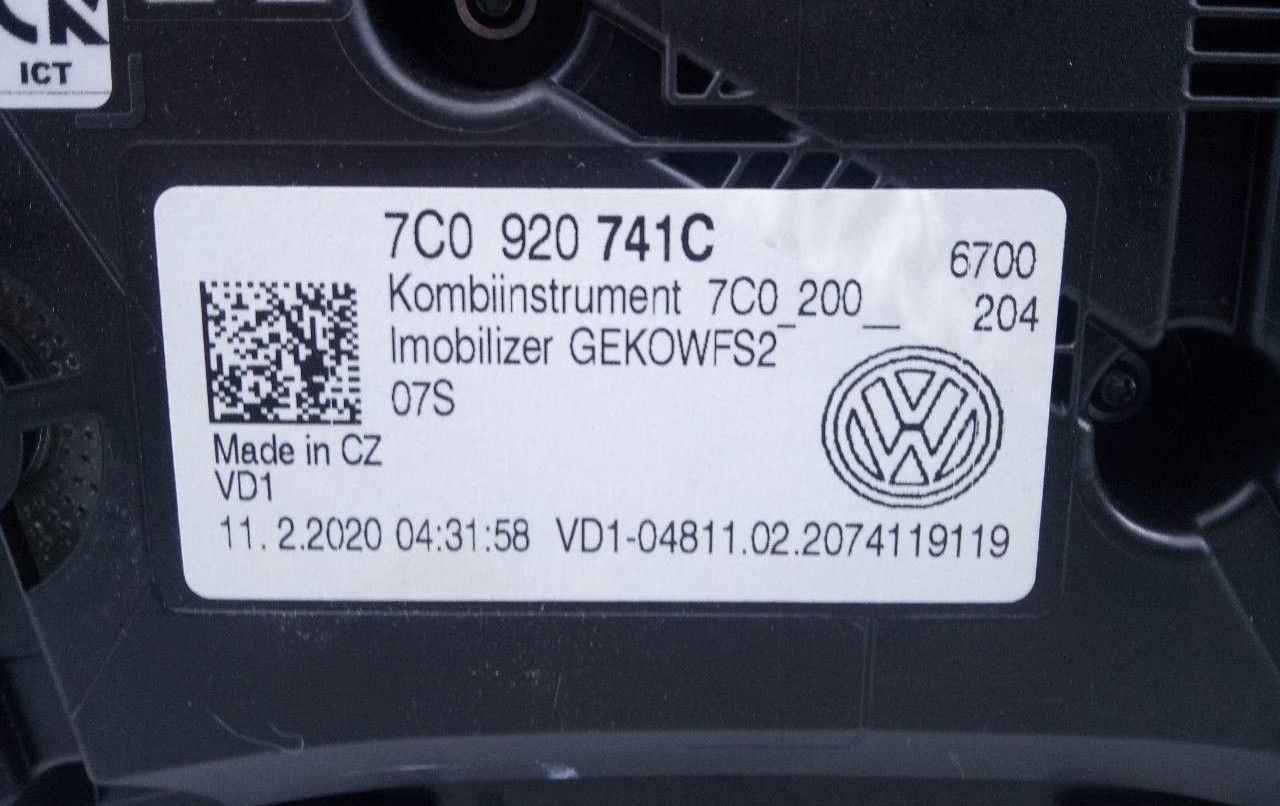 ICT
7C0 920 741C
6700
Kombiinstrument 7C0_200__
204
Imobilizer GEKOWFS2
07S
Made in CZ
VD1
11. 2.2020 04:31:58 VD1-04811.02.2074119119